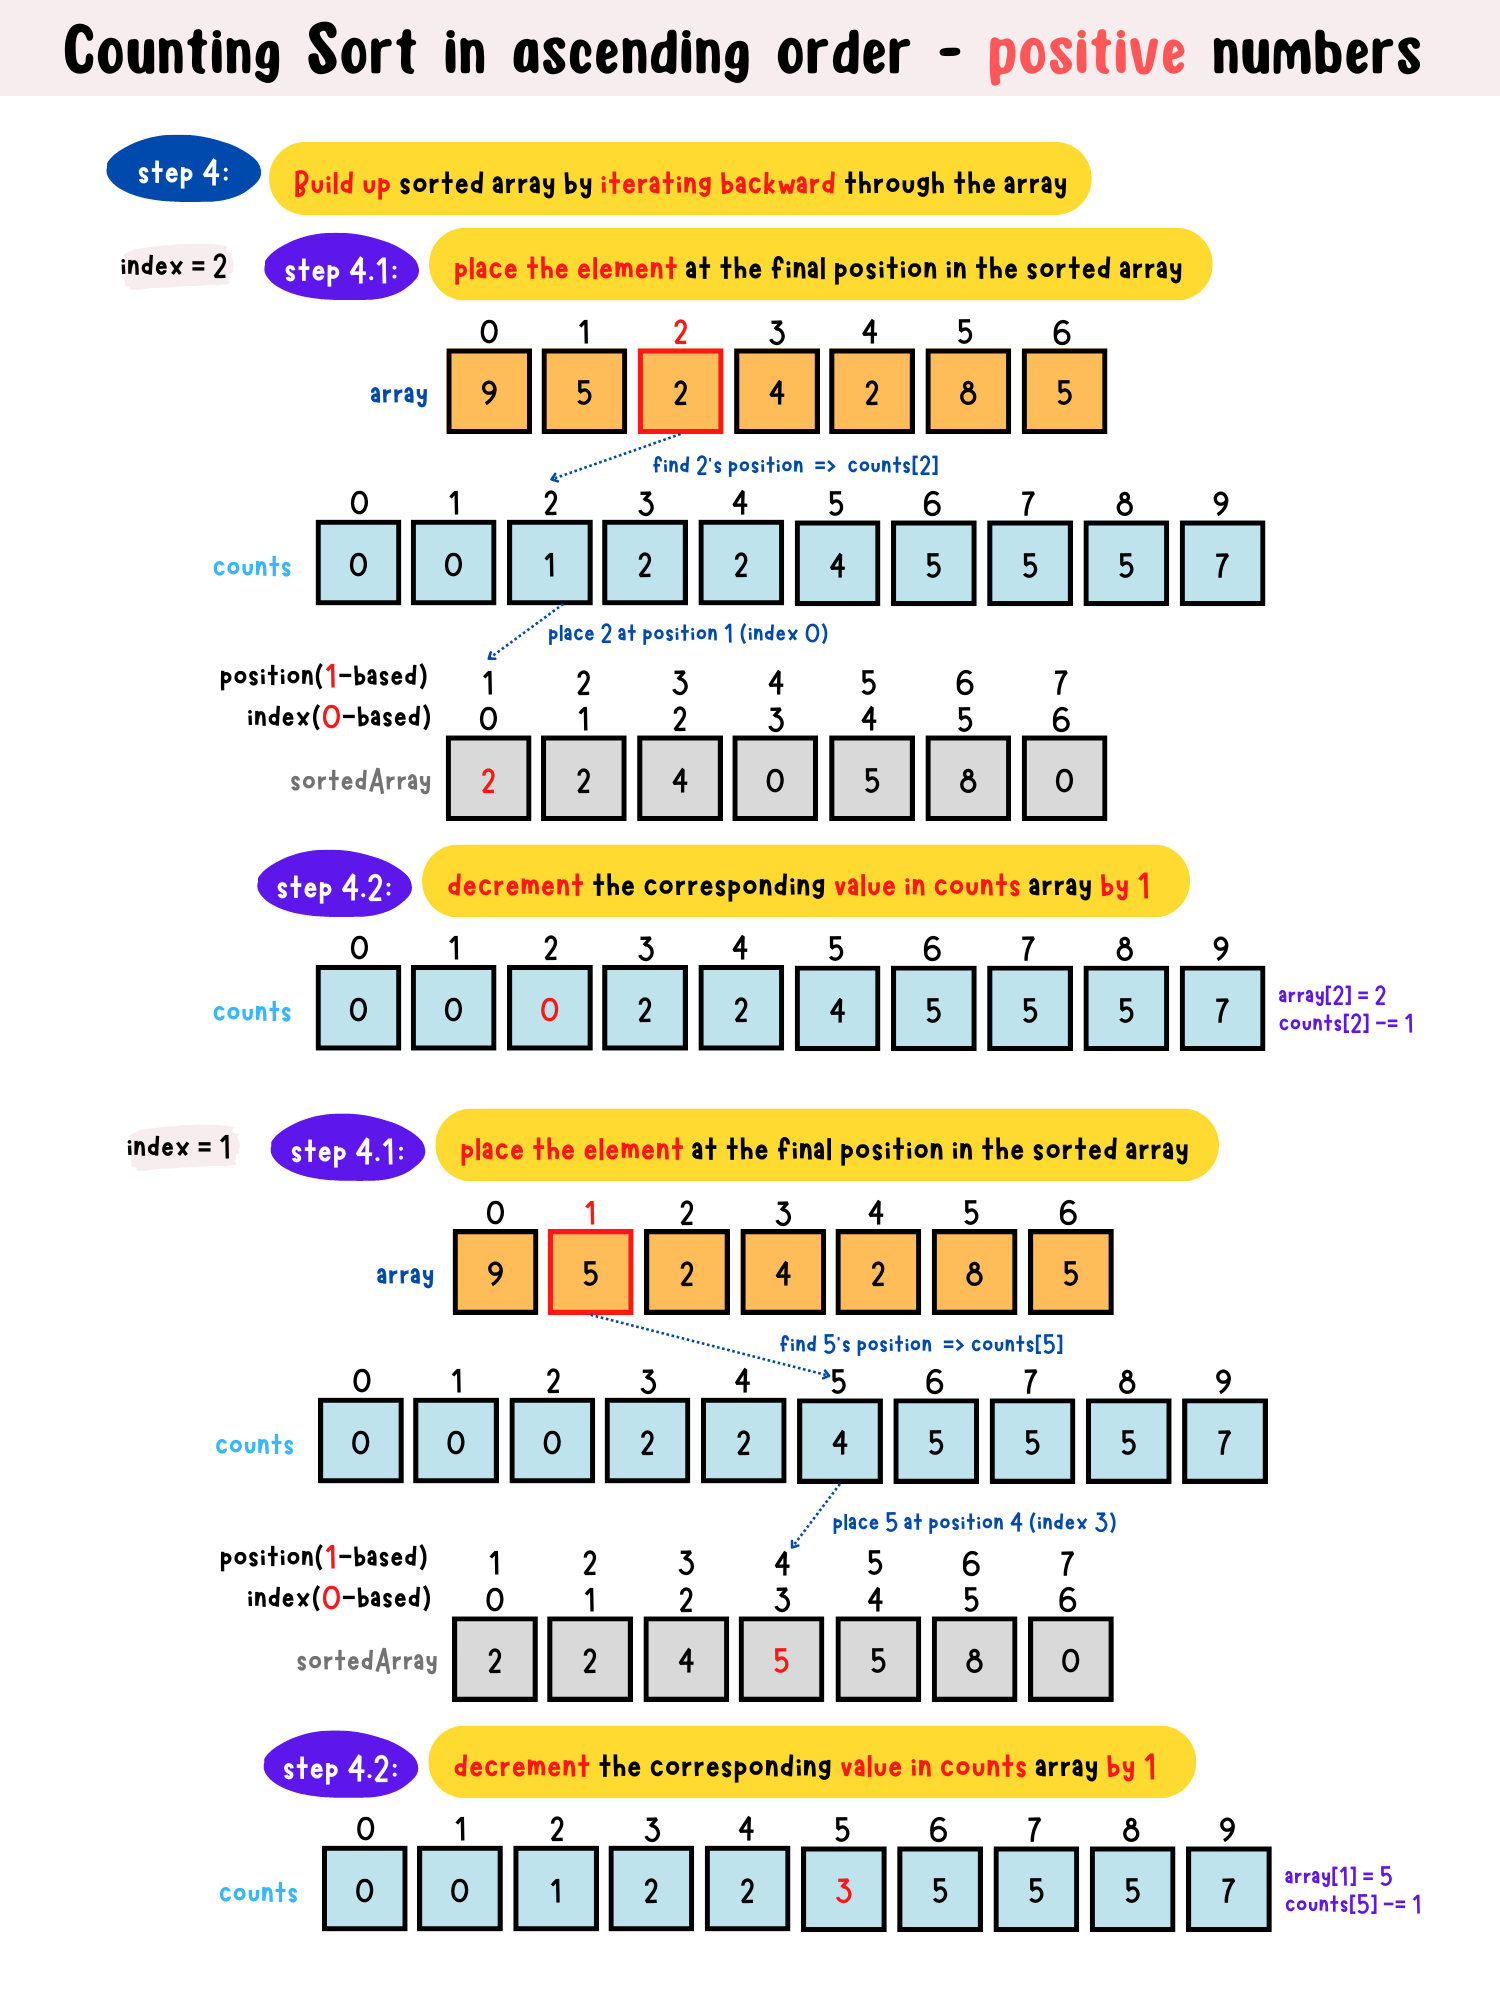 Counting Sort in ascending order - positive numbers
step 4: Build up sorted array by iterating backward through the array
index = 2 step 4.1: place the element at the final position in the sorted array
0 1 2 3 4 5 6
array 9 5 2 4 2 8 5
find 2's position => counts[2]
0 1 2 3 4 5 6 7 8 9
counts 0 0 1 2 2 4 5 5 5 7
place 2 at position 1 (index 0)
position(1-based) 1 2 3 4 5 6 7
index(0-based) 0 1 2 3 4 5 6
sortedArray 2 2 4 0 5 8 0
step 4.2: decrement the corresponding value in counts array by 1
0 1 2 3 4 5 6 7 8 9
counts 0 0 0 2 2 4 5 5 5 7
array[2] = 2
counts[2] -= 1
index = 1 step 4.1: place the element at the final position in the sorted array
0 1 2 3 4 5 6
array 9 5 2 4 2 8 5
find 5's position => counts[5]
0 1 2 3 4 5 6 7 8 9
counts 0 0 0 2 2 4 5 5 5 7
place 5 at position 4 (index 3)
position(1-based) 1 2 3 4 5 6 7
index(0-based) 0 1 2 3 4 5 6
sortedArray 2 2 4 5 5 8 0
step 4.2: decrement the corresponding value in counts array by 1
0 1 2 3 4 5 6 7 8 9
counts 0 0 1 2 2 3 5 5 5 7
array[1] = 5
counts[5] -= 1